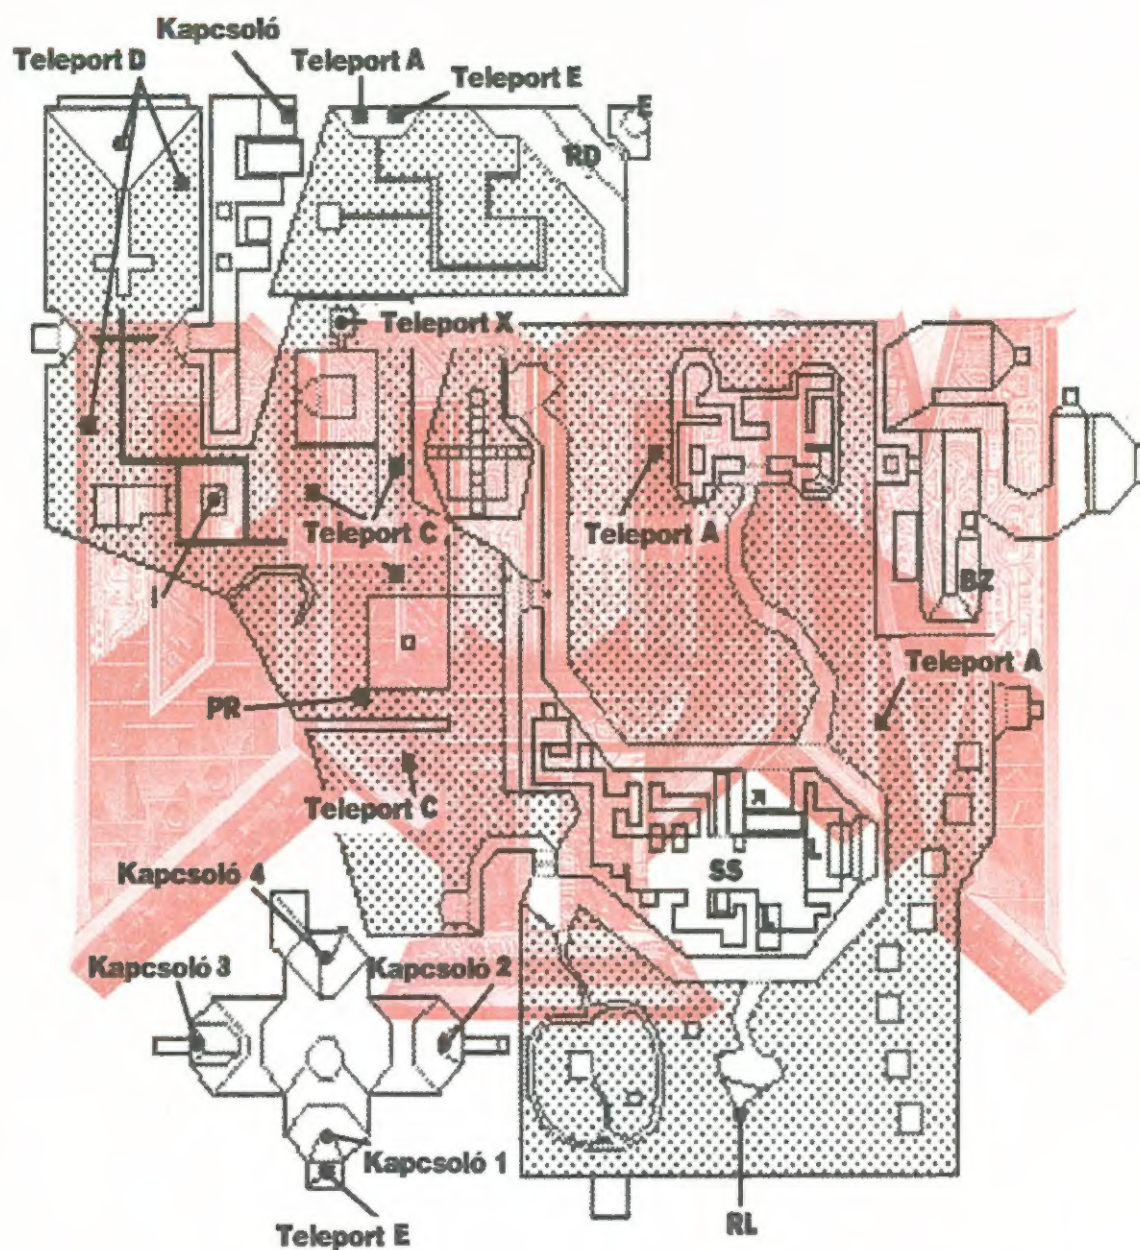 Kapcsoló
Teleport D
Teleport A
Teleport E
E
RD
Teleport X
Teleport C
Teleport A
I
BZ
Teleport A
PR
Teleport C
SS
Kapcsoló 4
Kapcsoló 3
Kapcsoló 2
Kapcsoló 1
RL
Teleport E